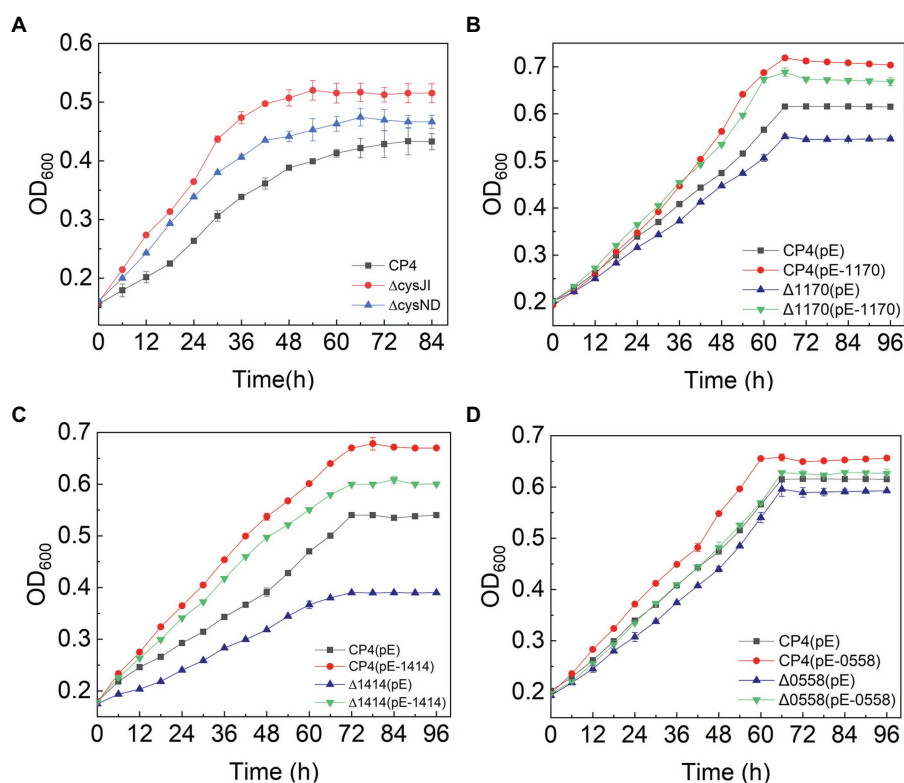 A
0.6
0.5
0.4
0.3
0.2
OD600
0 12 24 36 48 60 72 84
Time(h)
CP4
ΔcysJI
ΔcysND
B
0.7
0.6
0.5
0.4
0.3
0.2
OD600
0 12 24 36 48 60 72 84 96
Time (h)
CP4(pE)
CP4(pE-1170)
Δ1170(pE)
Δ1170(pE-1170)
C
0.7
0.6
0.5
0.4
0.3
0.2
OD600
0 12 24 36 48 60 72 84 96
Time (h)
CP4(pE)
CP4(pE-1414)
Δ1414(pE)
Δ1414(pE-1414)
D
0.7
0.6
0.5
0.4
0.3
0.2
OD600
0 12 24 36 48 60 72 84 96
Time (h)
CP4(pE)
CP4(pE-0558)
Δ0558(pE)
Δ0558(pE-0558)